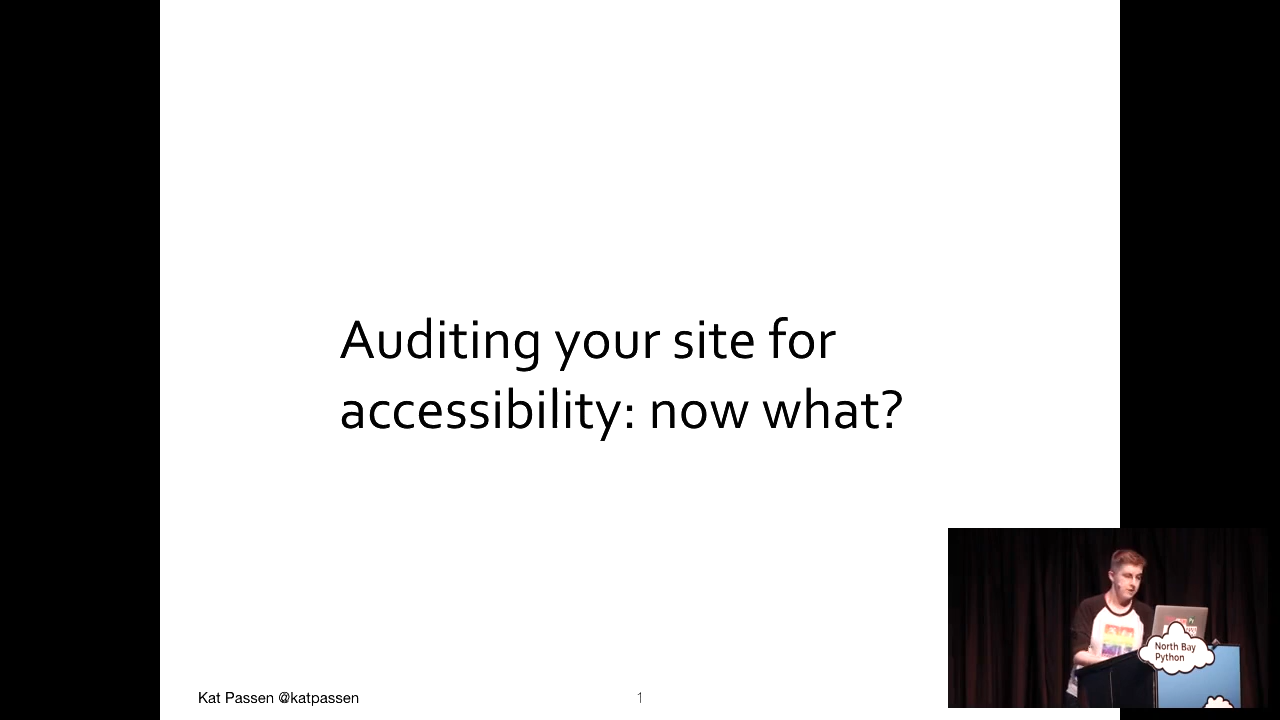 Auditing your site for
accessibility: now what?
Kat Passen @katpassen
1
North Bay
Python